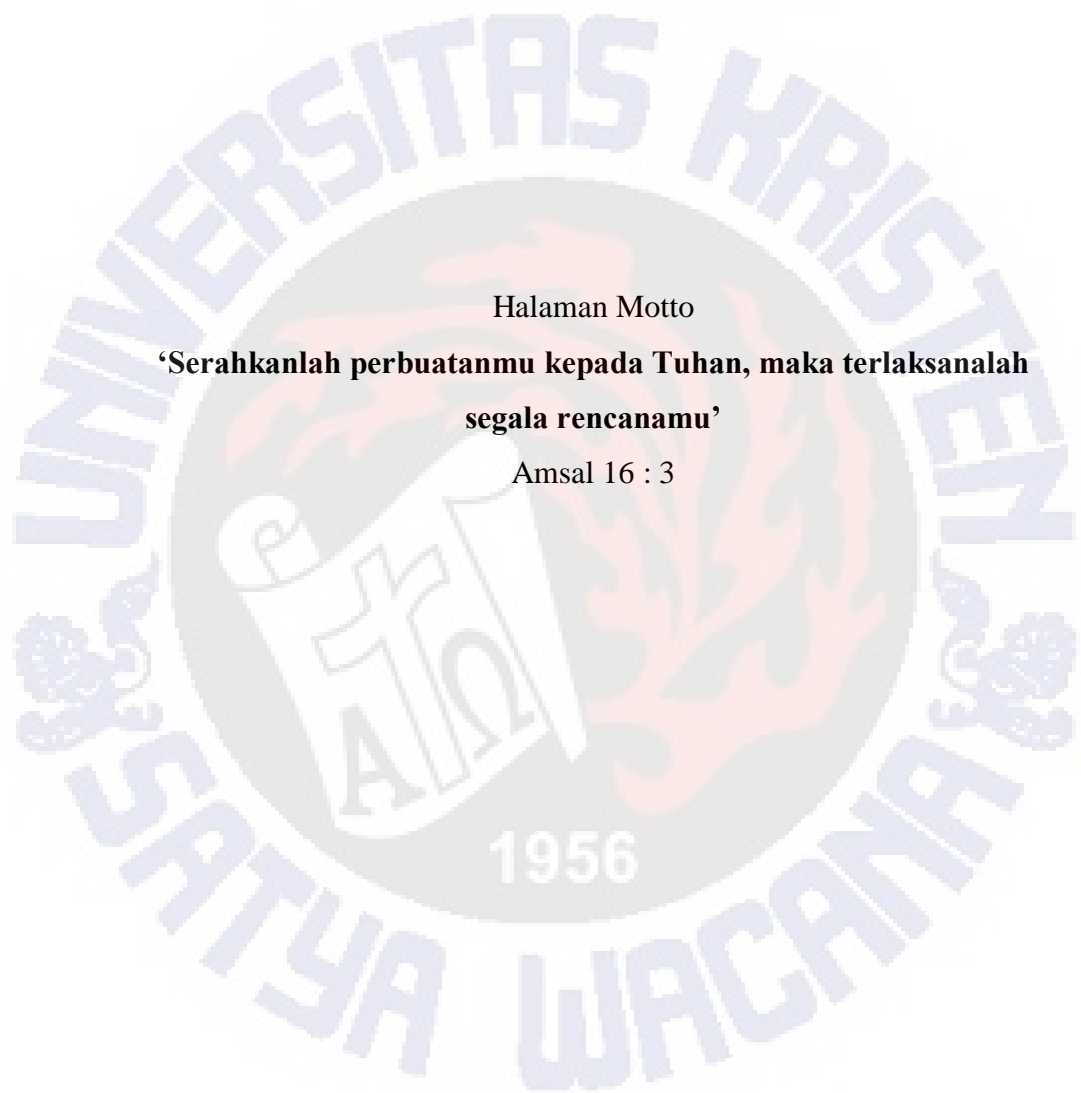 UNIVERSITAS KRISTEN
Halaman Motto
‘Serahkanlah perbuatanmu kepada Tuhan, maka terlaksanalah
segala rencanamu’
Amsal 16 : 3
Α Ω
1956
SATYA WACANA